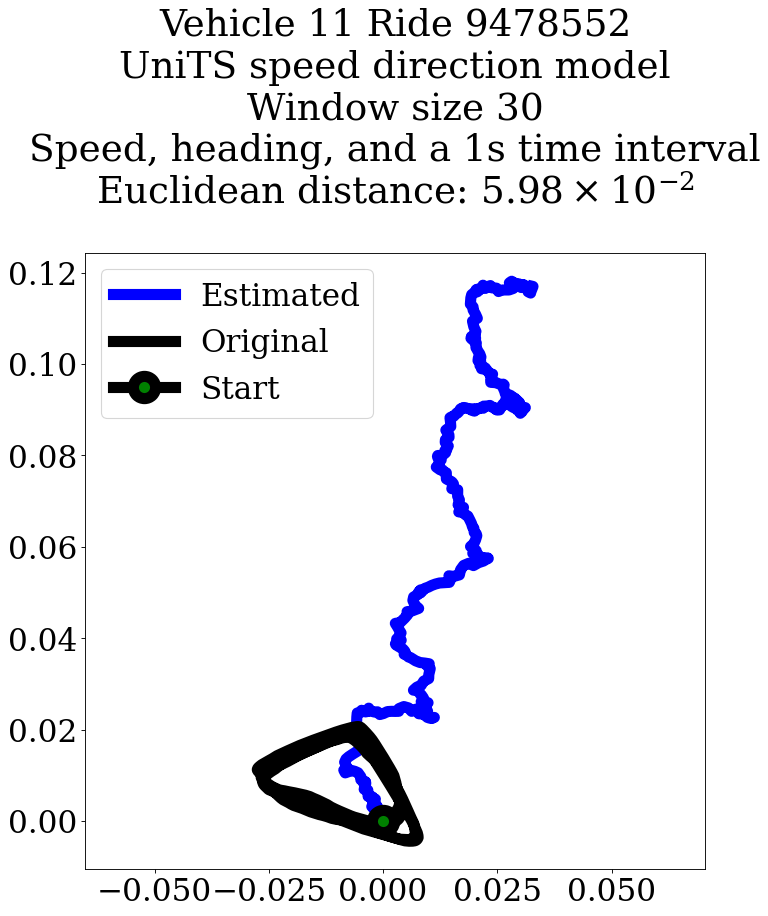 Vehicle 11 Ride 9478552
UniTS speed direction model
Window size 30
Speed, heading, and a 1s time interval
Euclidean distance: 5.98 × 10⁻²
Estimated
Original
Start
0.12
0.10
0.08
0.06
0.04
0.02
0.00
−0.050 −0.025 0.000 0.025 0.050